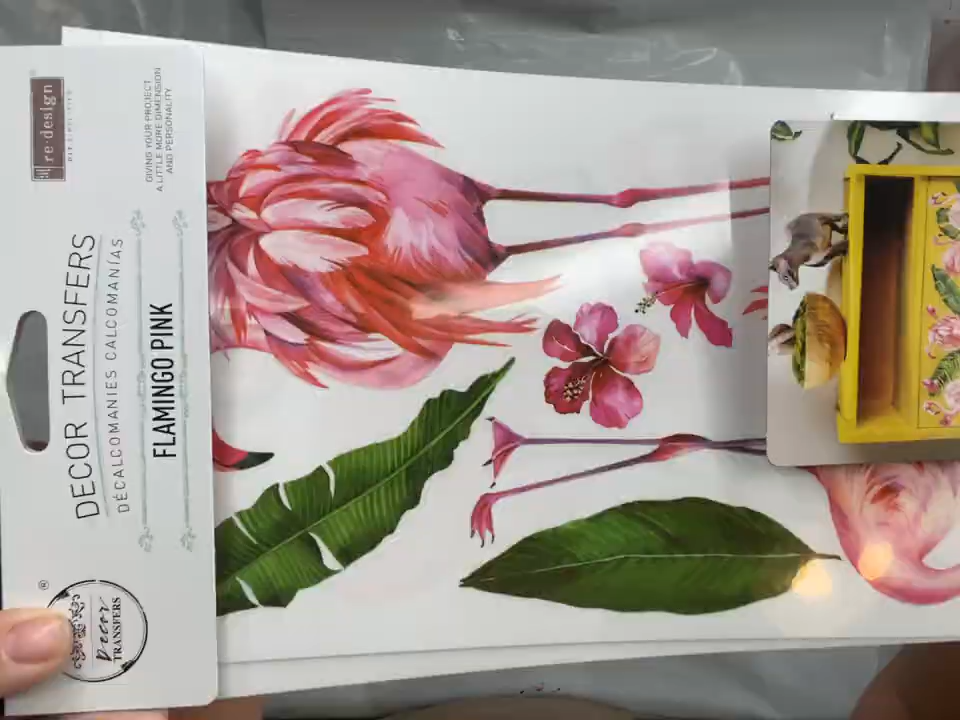 re·design
GIVING YOUR PROJECT
A LITTLE MORE DIMENSION
AND PERSONALITY
DECOR TRANSFERS
DÉCALCOMANIES CALCOMANÍAS
FLAMINGO PINK
®
Decor
TRANSFERS